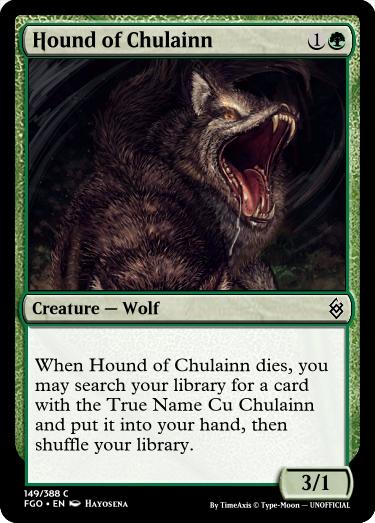 Hound of Chulainn 1
Creature — Wolf
When Hound of Chulainn dies, you
may search your library for a card
with the True Name Cu Chulainn
and put it into your hand, then
shuffle your library.
3/1
149/388 C
FGO • EN HAYOSENA
By TimeAxis © Type-Moon — UNOFFICIAL